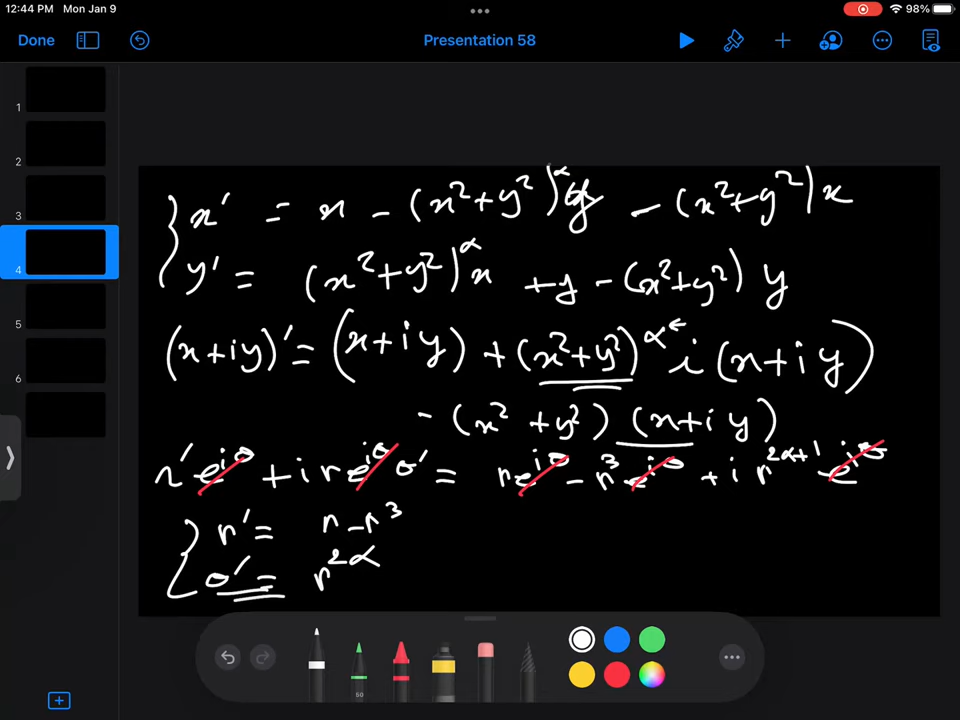 12:44 PM Mon Jan 9 98%
Done Presentation 58
1
2
3
4
5
6
{ x' = x - (x²+y²)^α y - (x²+y²)x
y' = (x²+y²)^α x + y - (x²+y²) y
(x+iy)' = (x+iy) + (x²+y²)^α ← i (x+iy)
- (x²+y²) (x+iy)
r'e^{iθ} + i r e^{iθ} θ' = r e^{iθ} - r³ e^{iθ} + i r^{2α+1} e^{iθ}
{ r' = r - r³
θ' = r^{2α}
50